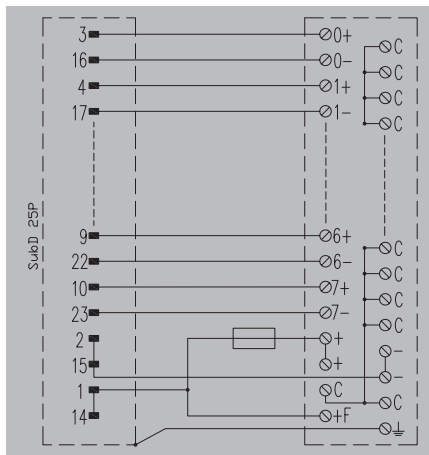 3 0+ C
16 0- C
4 1+ C
17 1- C
SubD 25P
9 6+ C
22 6- C
10 7+ C
23 7- C
2 + -
15 + -
1 C C
14 +F